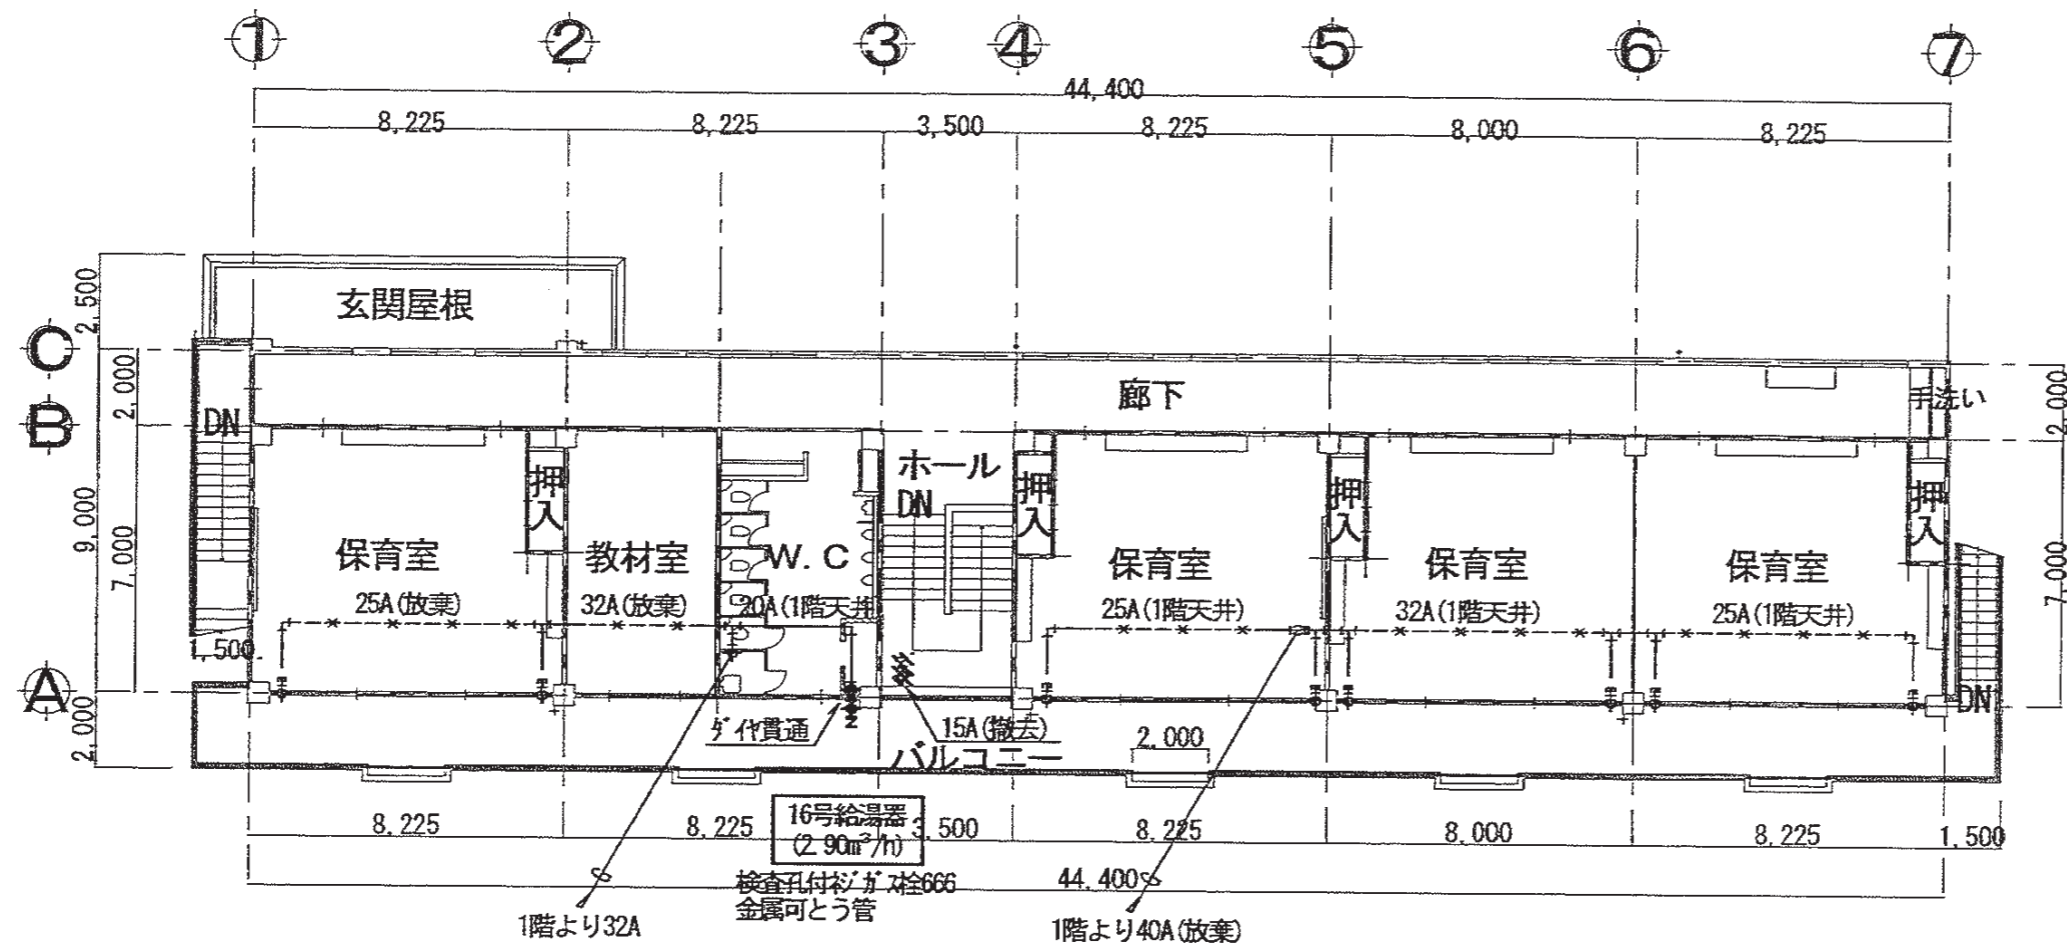 1 2 3 4 5 6 7
44,400
8,225 8,225 3,500 8,225 8,000 8,225
2,500
玄関屋根
C
2,000
廊下
手洗い
2,000
B
DN
押入
ホール
DN
押入
押入
押入
9,000
7,000
保育室
教材室
W.C
保育室
保育室
保育室
7,000
25A(放棄)
32A(放棄)
20A(1階天井)
25A(1階天井)
32A(1階天井)
25A(1階天井)
1,500
A
DN
2,000
ダイヤ貫通
15A(撤去)
バルコニー
2,000
16号給湯器
(2.90m³/h)
8,225 8,225 3,500 8,225 8,000 8,225 1,500
検査孔付ネジガス栓666
金属可とう管
44,400
1階より32A
1階より40A(放棄)